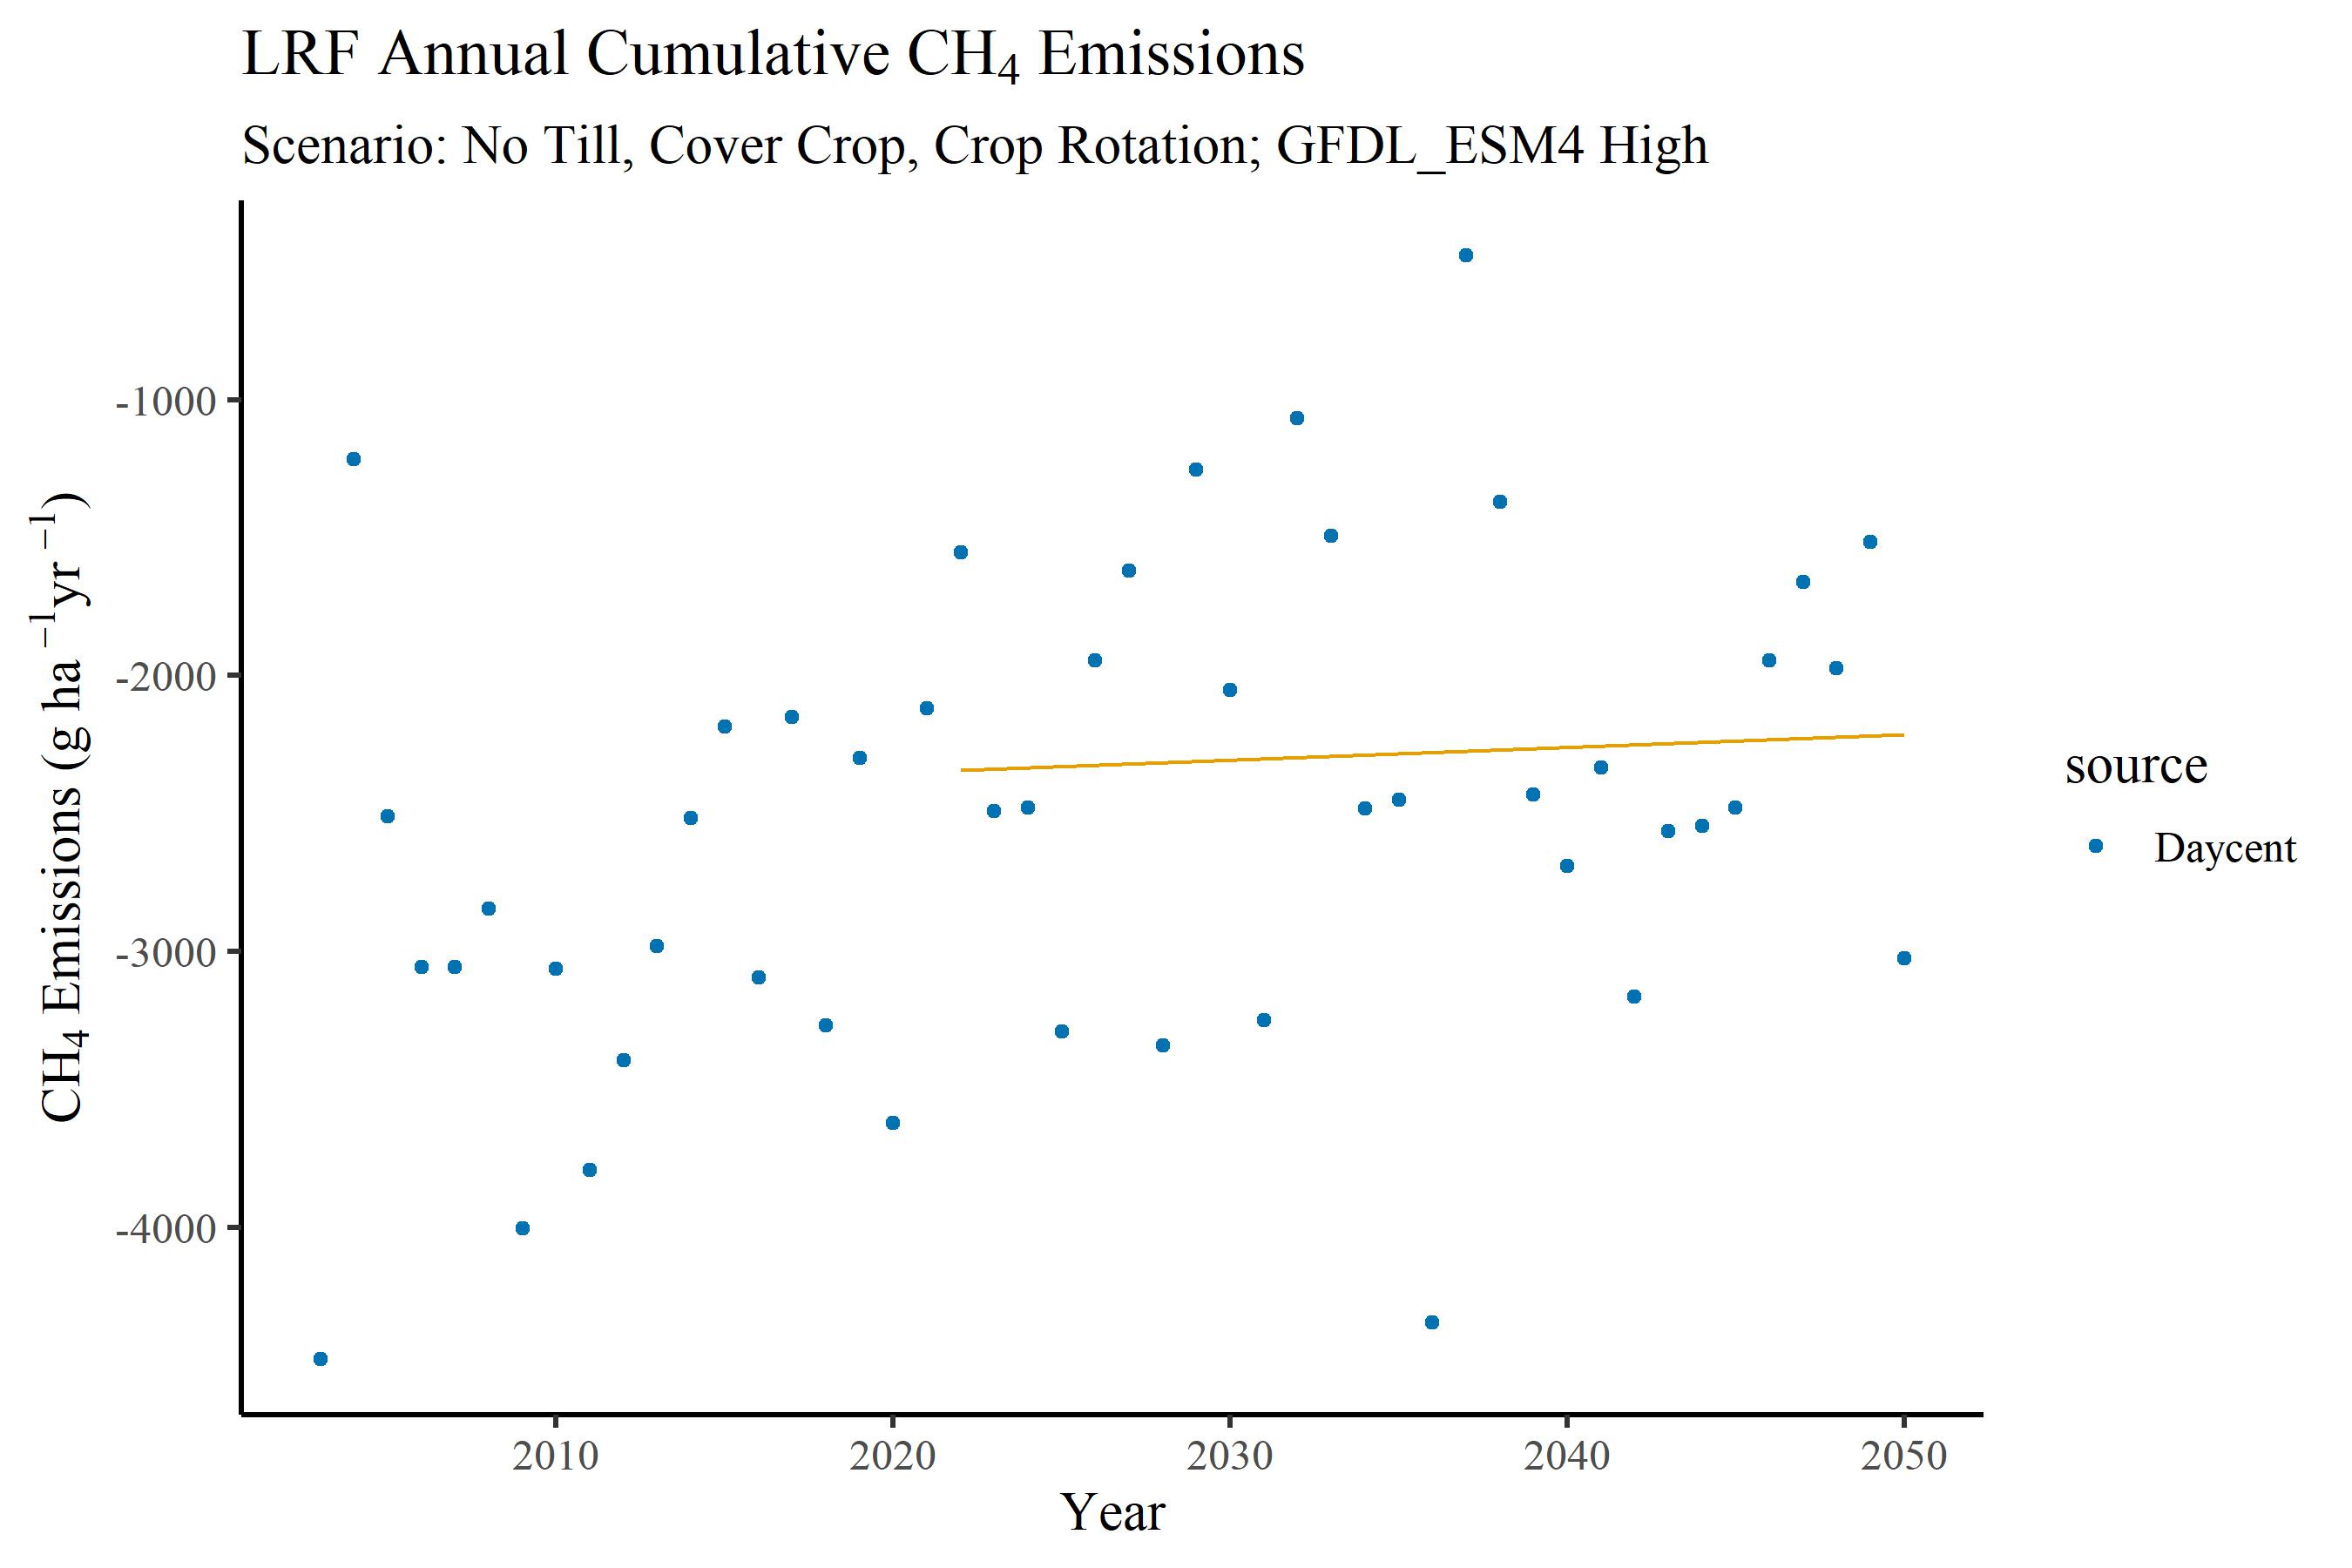 LRF Annual Cumulative CH₄ Emissions
Scenario: No Till, Cover Crop, Crop Rotation; GFDL_ESM4 High
CH₄ Emissions (g ha ⁻¹yr ⁻¹)
-1000
-2000
-3000
-4000
2010
2020
2030
2040
2050
Year
source
Daycent